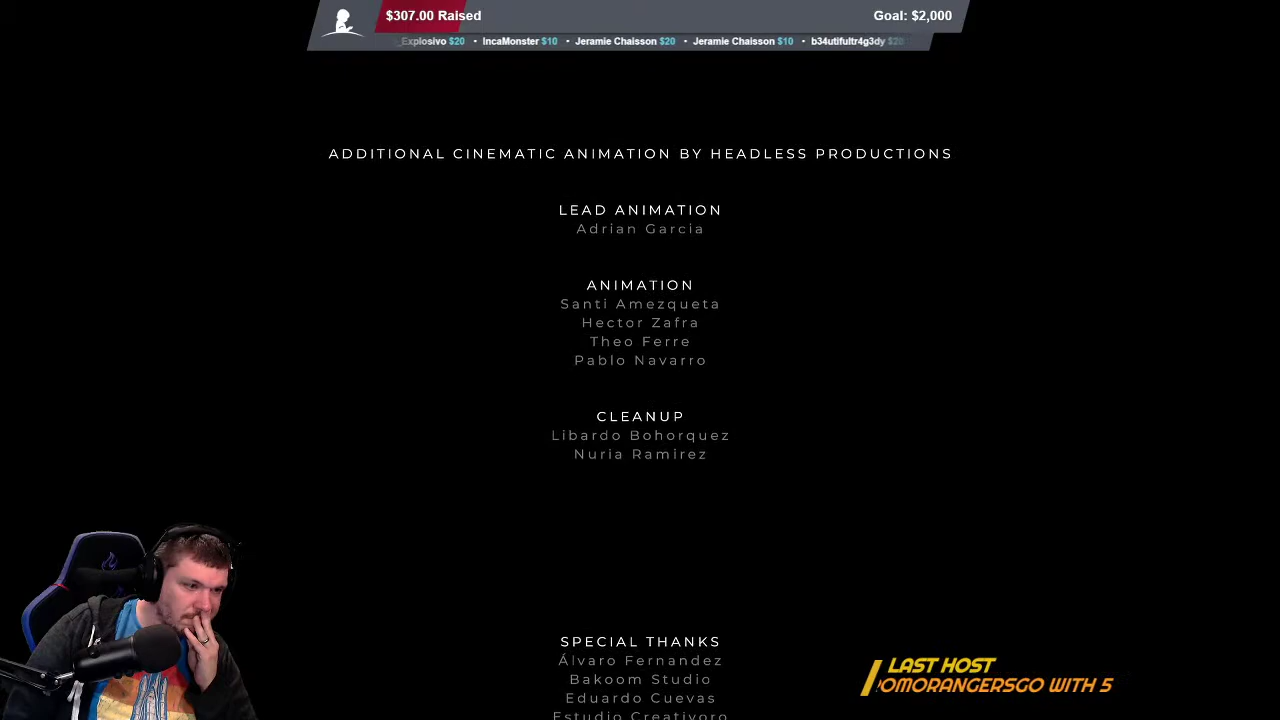 $307.00 Raised
Goal: $2,000
_Explosivo $20 • IncaMonster $10 • Jeramie Chaisson $20 • Jeramie Chaisson $10 • b34utifultr4g3dy
ADDITIONAL CINEMATIC ANIMATION BY HEADLESS PRODUCTIONS
LEAD ANIMATION
Adrian Garcia
ANIMATION
Santi Amezqueta
Hector Zafra
Theo Ferre
Pablo Navarro
CLEANUP
Libardo Bohorquez
Nuria Ramirez
SPECIAL THANKS
Álvaro Fernandez
Bakoom Studio
Eduardo Cuevas
Estudio Creativoro
LAST HOST
OMORANGERSGO WITH 5